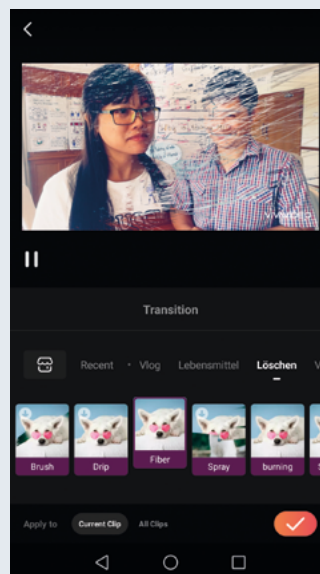 Transition
Recent • Vlog Lebensmittel Löschen V
Brush Drip Fiber Spray burning S
Apply to Current Clip All Clips